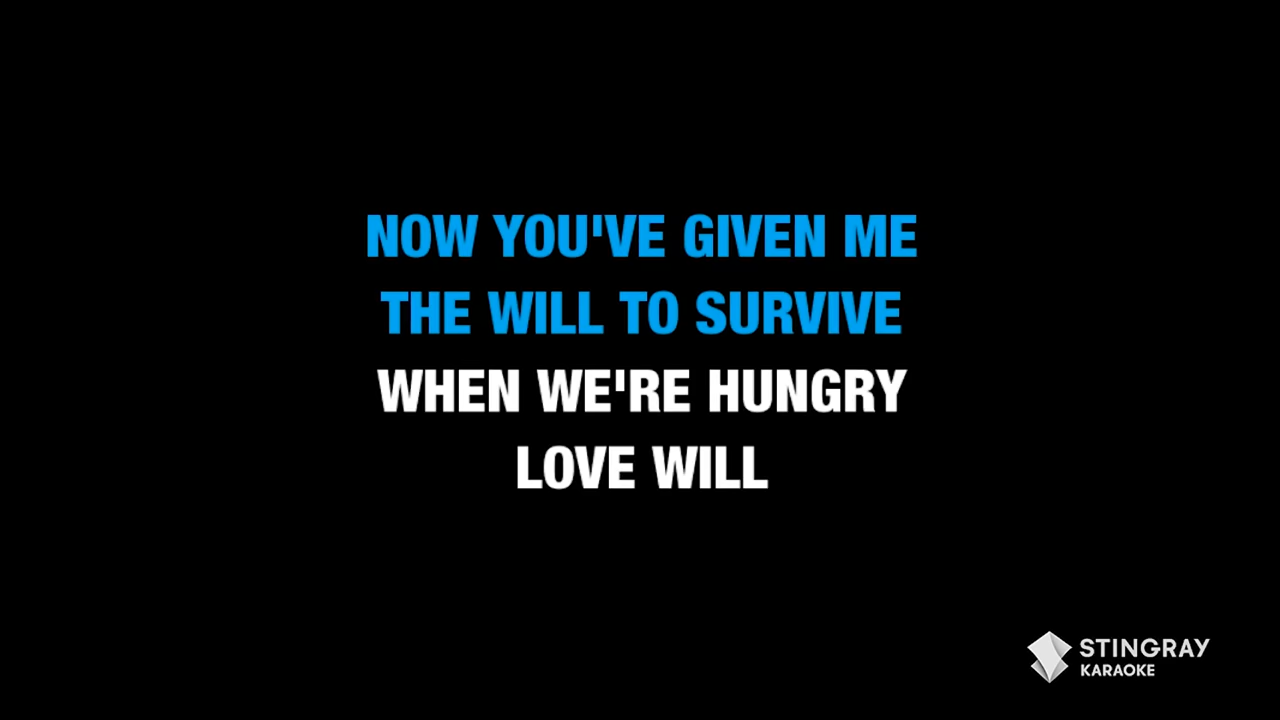 NOW YOU'VE GIVEN ME
THE WILL TO SURVIVE
WHEN WE'RE HUNGRY
LOVE WILL
STINGRAY
KARAOKE